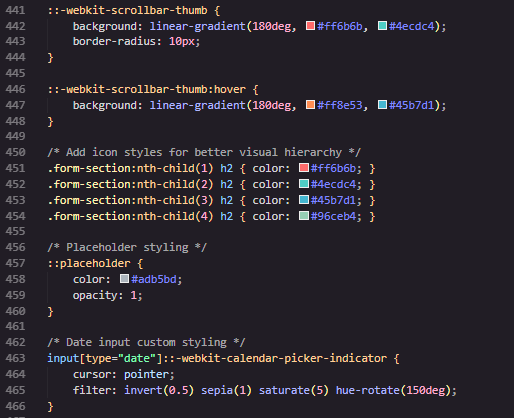 441 ::-webkit-scrollbar-thumb {
442     background: linear-gradient(180deg, #ff6b6b, #4ecdc4);
443     border-radius: 10px;
444 }
445
446 ::-webkit-scrollbar-thumb:hover {
447     background: linear-gradient(180deg, #ff8e53, #45b7d1);
448 }
449
450 /* Add icon styles for better visual hierarchy */
451 .form-section:nth-child(1) h2 { color: #ff6b6b; }
452 .form-section:nth-child(2) h2 { color: #4ecdc4; }
453 .form-section:nth-child(3) h2 { color: #45b7d1; }
454 .form-section:nth-child(4) h2 { color: #96ceb4; }
455
456 /* Placeholder styling */
457 ::placeholder {
458     color: #adb5bd;
459     opacity: 1;
460 }
461
462 /* Date input custom styling */
463 input[type="date"]::-webkit-calendar-picker-indicator {
464     cursor: pointer;
465     filter: invert(0.5) sepia(1) saturate(5) hue-rotate(150deg);
466 }